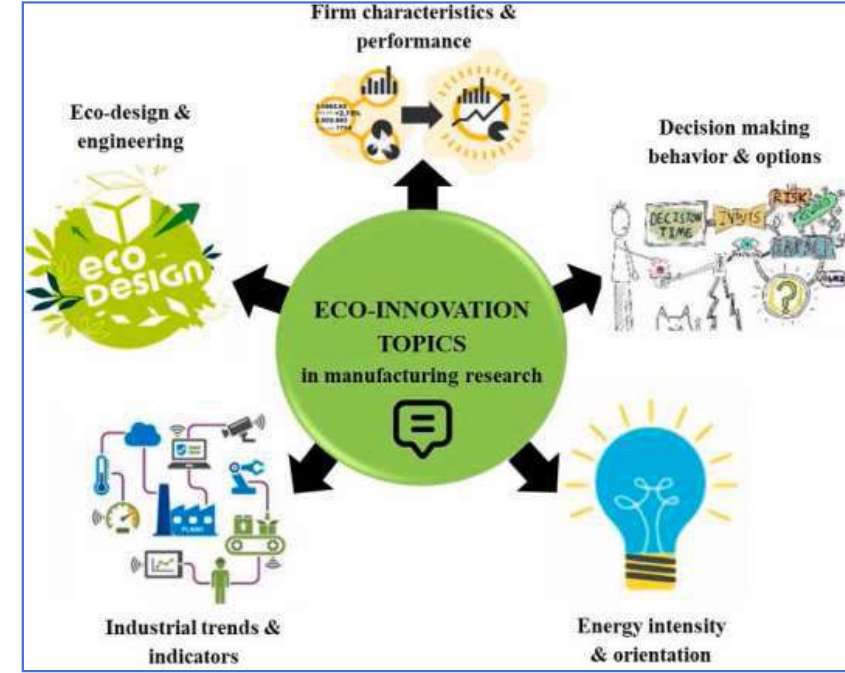 Firm characteristics &
performance
Eco-design &
engineering
Decision making
behavior & options
eco
DESIGN
DECISION
TIME
INPUTS
RISK
ECO-INNOVATION
TOPICS
in manufacturing research
PLANT
Industrial trends &
indicators
Energy intensity
& orientation